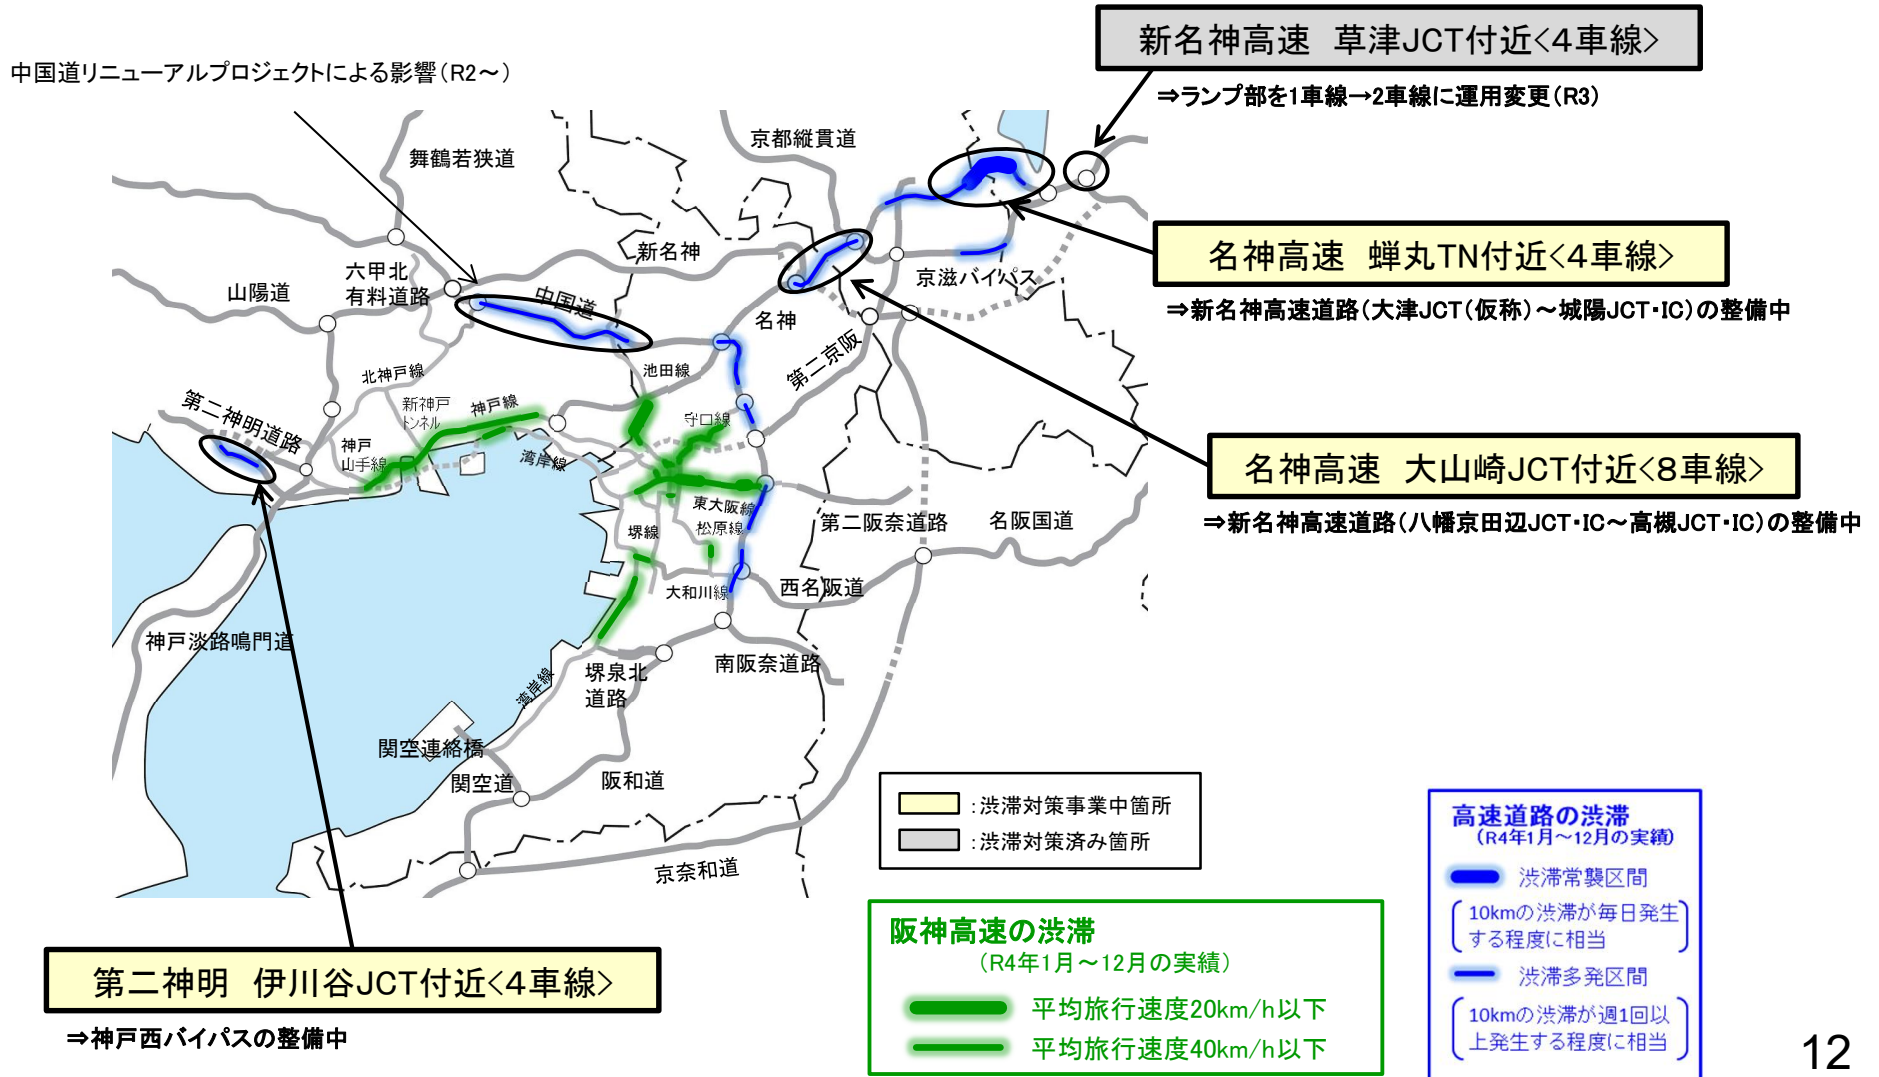 新名神高速　草津JCT付近<4車線>
⇒ランプ部を1車線→2車線に運用変更(R3)
中国道リニューアルプロジェクトによる影響(R2～)
舞鶴若狭道
京都縦貫道
名神高速　蝉丸TN付近<4車線>
⇒新名神高速道路(大津JCT(仮称)～城陽JCT・IC)の整備中
新名神
京滋バイパス
六甲北
有料道路
山陽道
中国道
名神
第二京阪
池田線
北神戸線
新神戸
トンネル
神戸線
守口線
第二神明道路
神戸
山手線
湾岸線
名神高速　大山崎JCT付近<8車線>
⇒新名神高速道路(八幡京田辺JCT・IC～高槻JCT・IC)の整備中
東大阪線
松原線
堺線
第二阪奈道路
名阪国道
大和川線
西名阪道
神戸淡路鳴門道
堺泉北
道路
南阪奈道路
湾岸線
関空連絡橋
関空道
阪和道
京奈和道
:渋滞対策事業中箇所
:渋滞対策済み箇所
高速道路の渋滞
(R4年1月～12月の実績)
渋滞常襲区間
10kmの渋滞が毎日発生
する程度に相当
渋滞多発区間
10kmの渋滞が週1回以
上発生する程度に相当
阪神高速の渋滞
(R4年1月～12月の実績)
平均旅行速度20km/h以下
平均旅行速度40km/h以下
第二神明　伊川谷JCT付近<4車線>
⇒神戸西バイパスの整備中
12